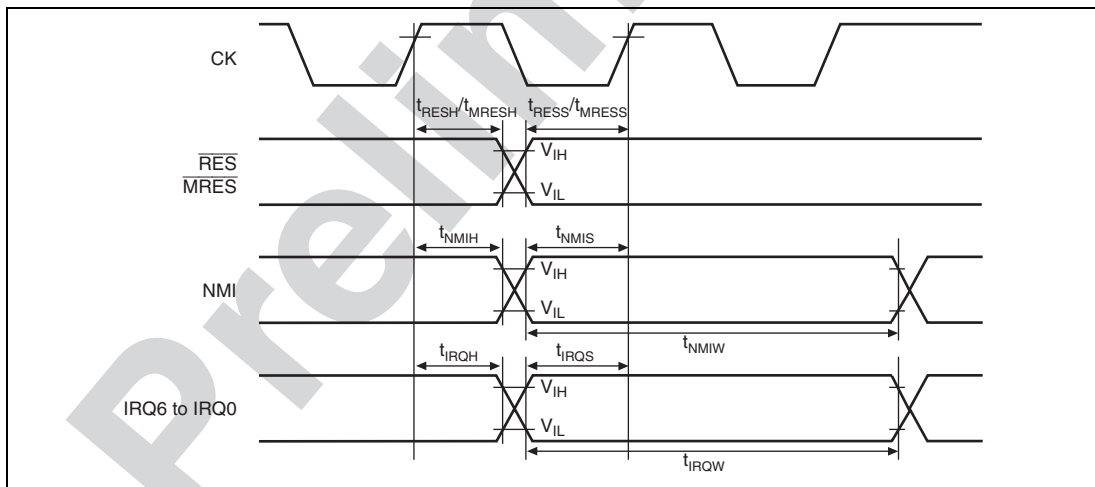 Prelimin
CK
tRESH/tMRESH tRESS/tMRESS
RES
MRES
VIH
VIL
tNMIH tNMIS
NMI
VIH
VIL
tNMIW
tIRQH tIRQS
IRQ6 to IRQ0
VIH
VIL
tIRQW